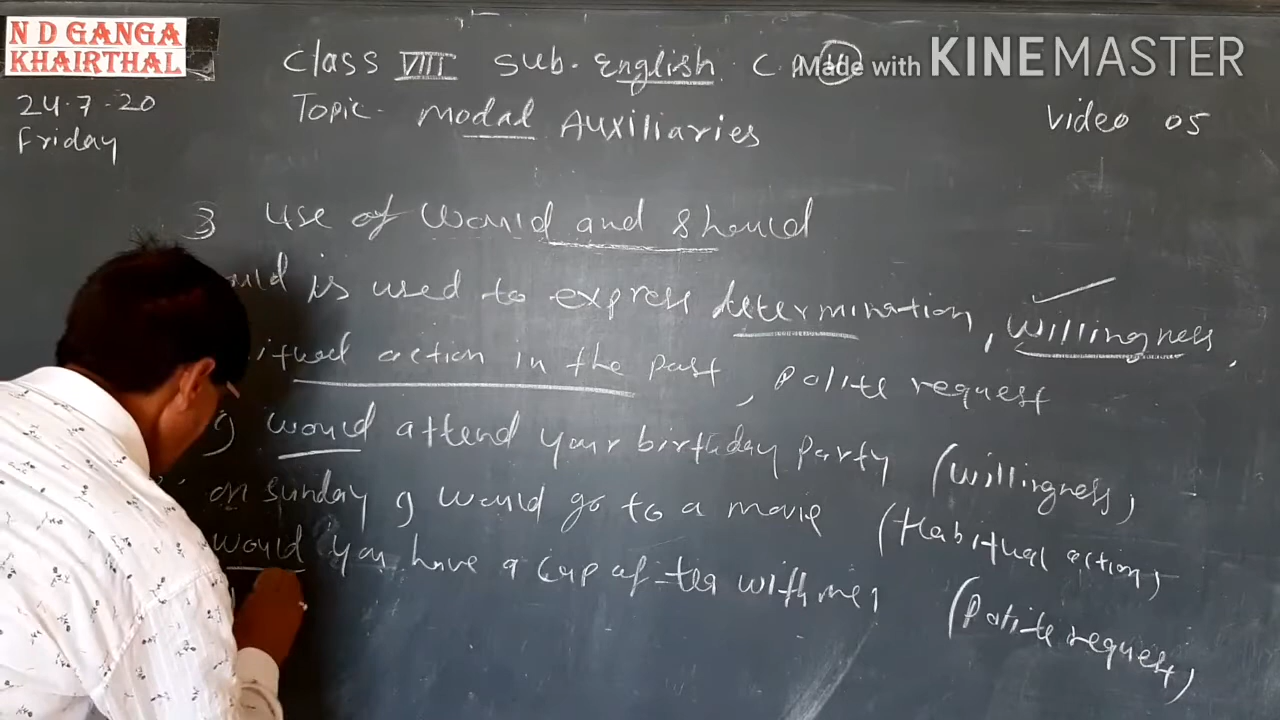 N D GANGA
KHAIRTHAL
Made with KINEMASTER
Class VIII Sub. English
24.7.20
Friday
Topic- Modal Auxiliaries
Video 05
3 Use of Would and Should
is used to express determination, willingness,
action in the past, Polite request
g would attend your birthday party (willingness)
on Sunday g would go to a movie (Habitual action)
would you have a cup of tea with me, (Polite request)